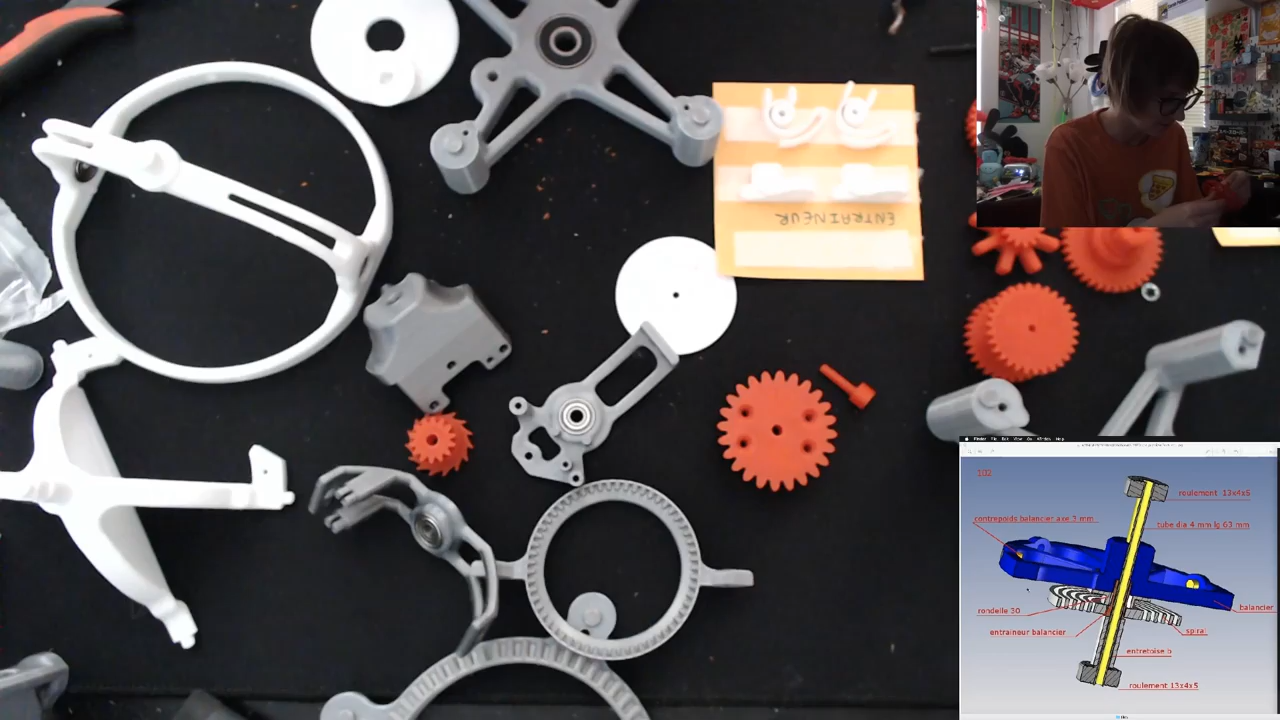 ENTRAINEUR
roulement 13x4x5
contrepoids balancier axe 3 mm
tube dia 4 mm lg 63 mm
rondelle 30
balancier
entraineur balancier
spiral
entretoise b
roulement 13x4x5